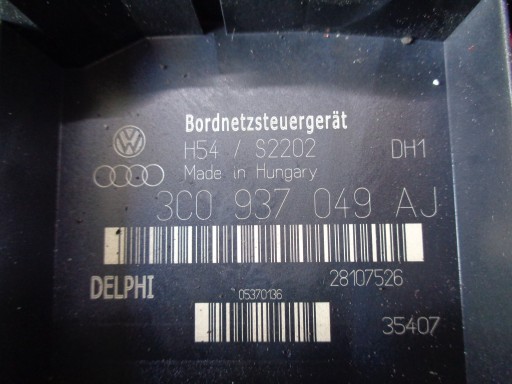 Bordnetzsteuergerät
H54 / S2202 DH1
Made in Hungary
3C0 937 049 AJ
DELPHI 28107526
05370136
35407